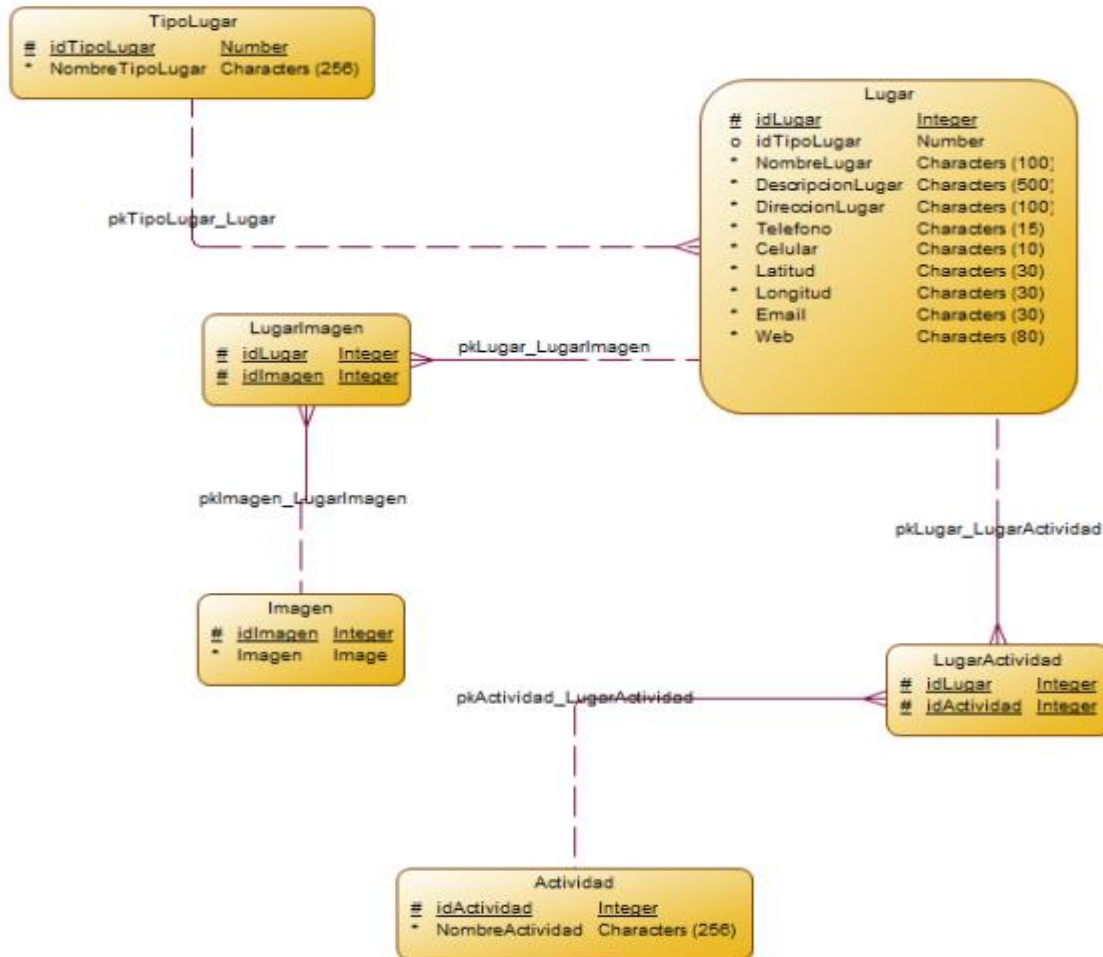 TipoLugar
# idTipoLugar Number
* NombreTipoLugar Characters (256)
Lugar
# idLugar Integer
o idTipoLugar Number
* NombreLugar Characters (100)
* DescripcionLugar Characters (500)
* DireccionLugar Characters (100)
* Telefono Characters (15)
* Celular Characters (10)
* Latitud Characters (30)
* Longitud Characters (30)
* Email Characters (30)
* Web Characters (80)
pkTipoLugar_Lugar
LugarImagen
# idLugar Integer
# idImagen Integer
pkLugar_LugarImagen
pkImagen_LugarImagen
pkLugar_LugarActividad
Imagen
# idImagen Integer
* Imagen Image
LugarActividad
# idLugar Integer
# idActividad Integer
pkActividad_LugarActividad
Actividad
# idActividad Integer
* NombreActividad Characters (256)